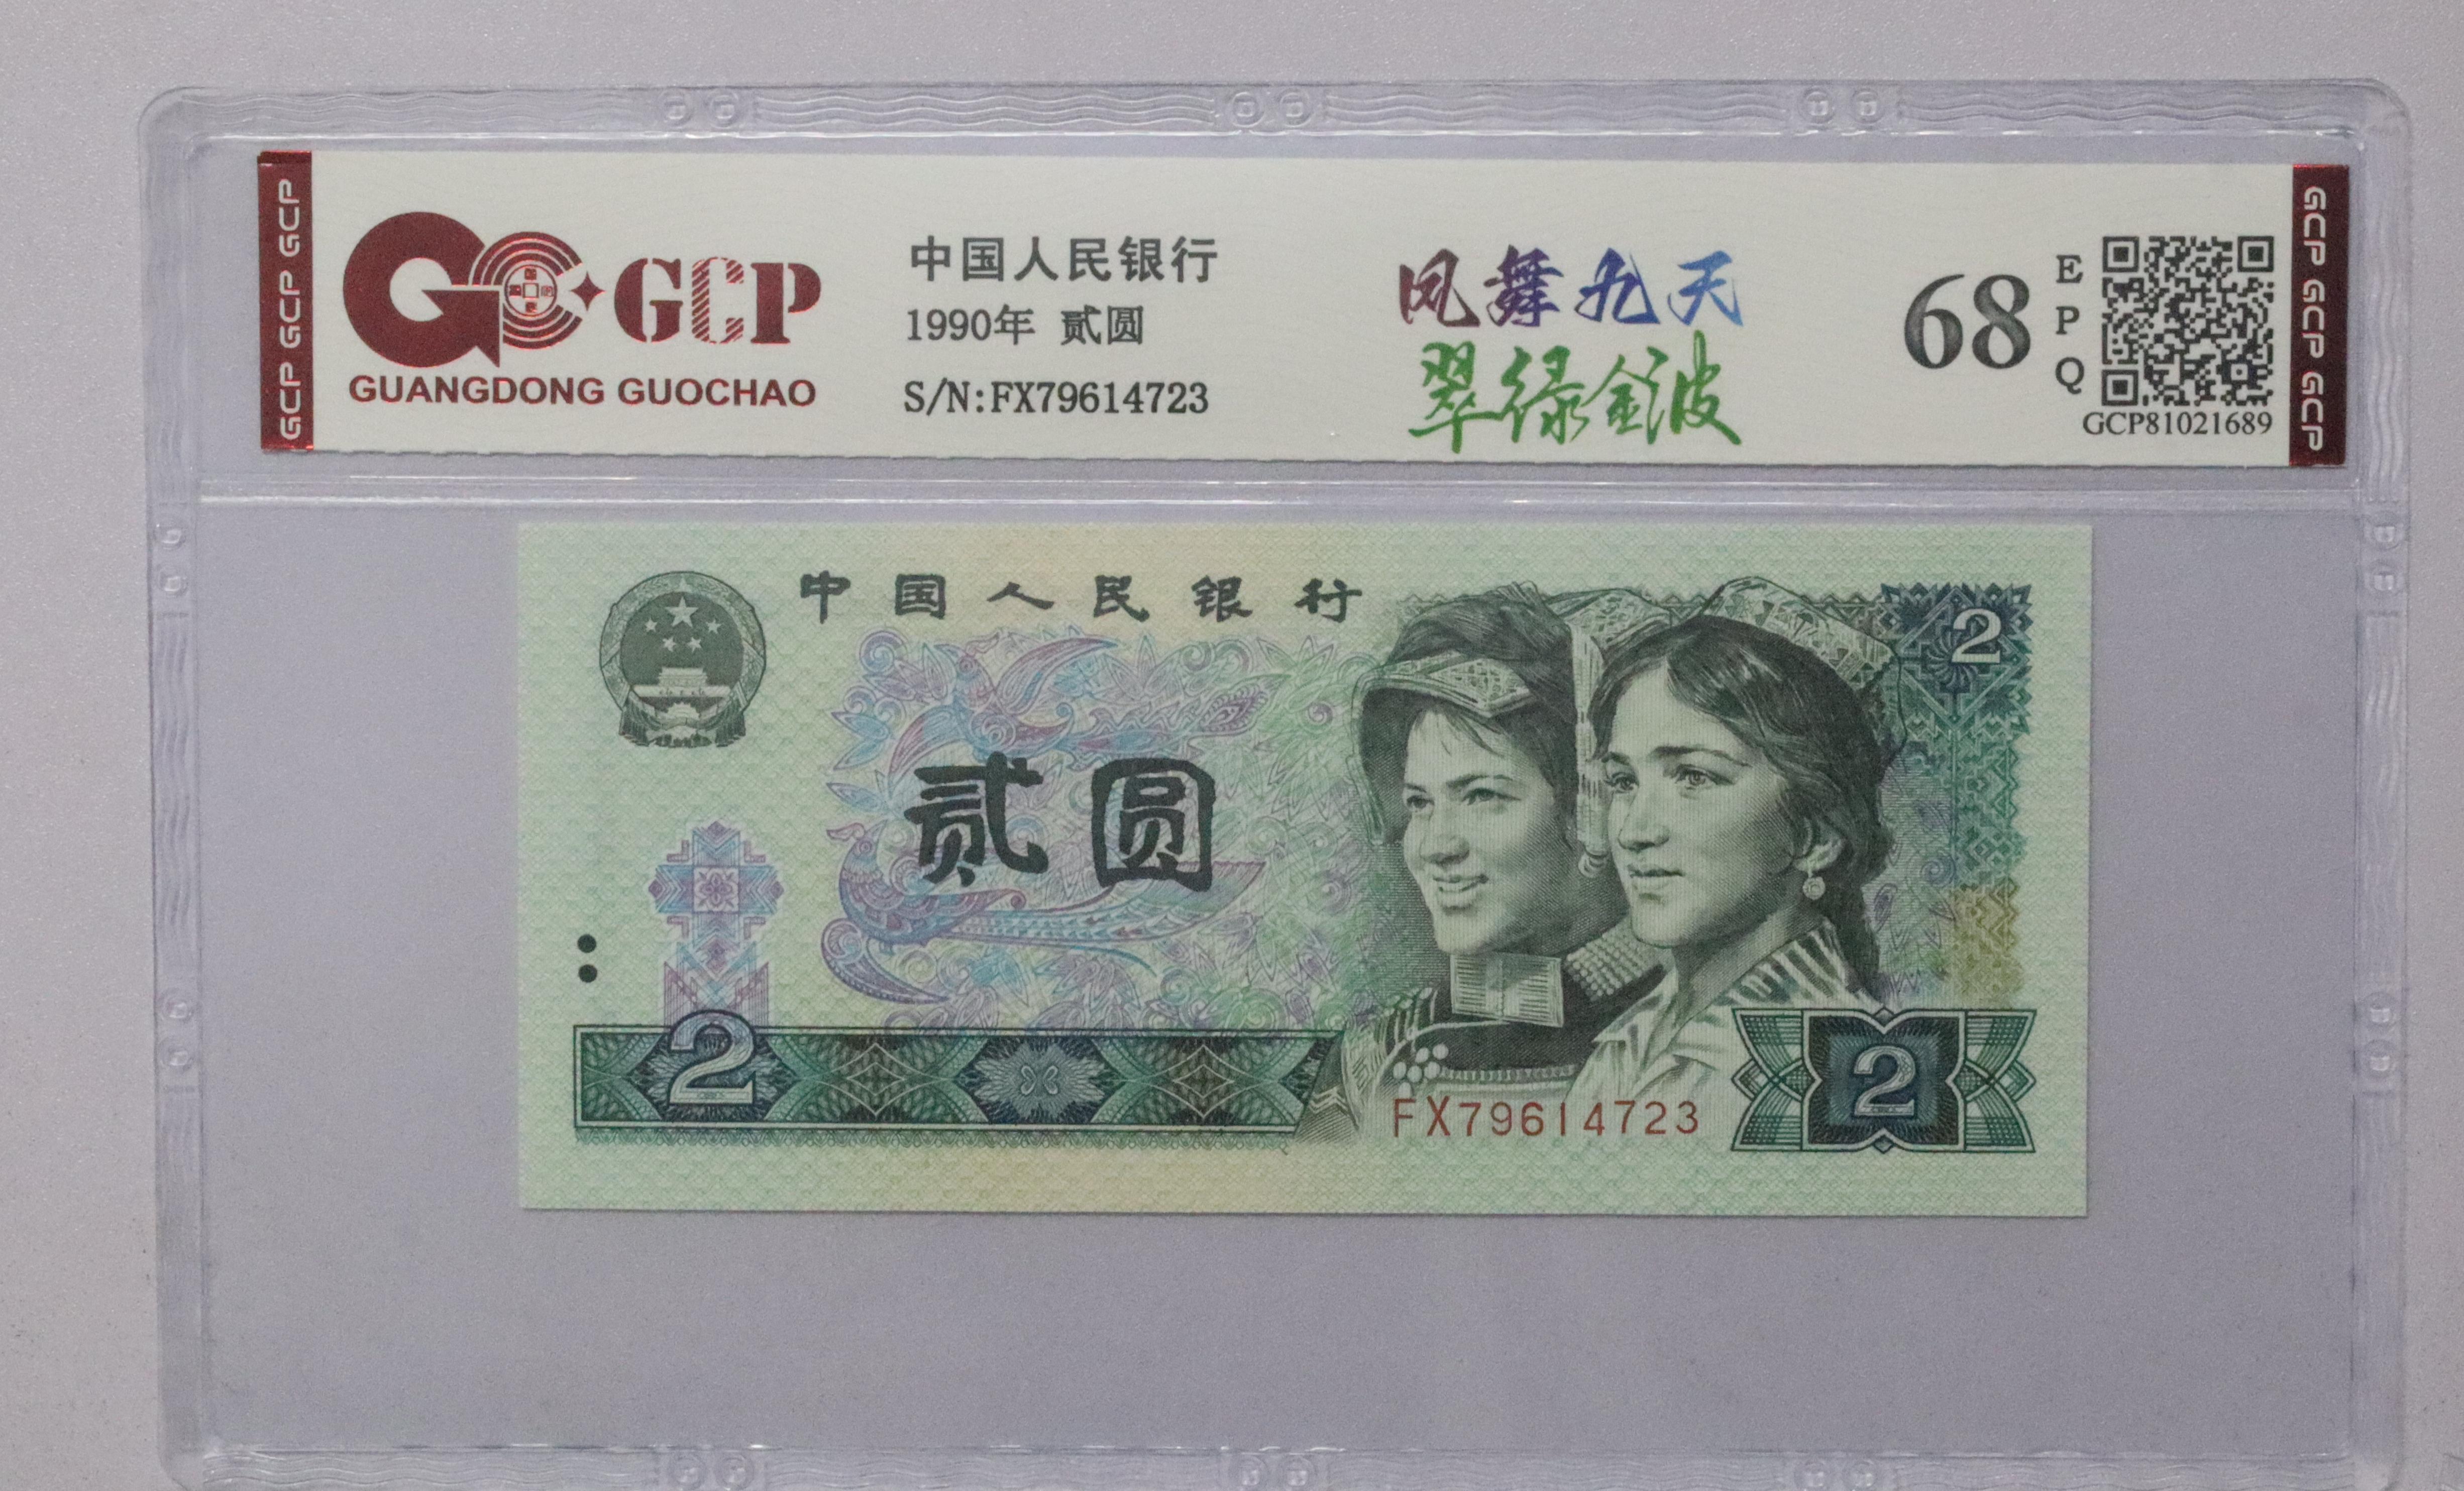 GCP GCP GCP
GCP
GUANGDONG GUOCHAO
中国人民银行
1990年 贰圆
S/N:FX79614723
凤舞九天
翠绿金波
68
E
P
Q
GCP81021689
GCP GCP GCP
中国人民银行
2
贰圆
2
FX79614723
2